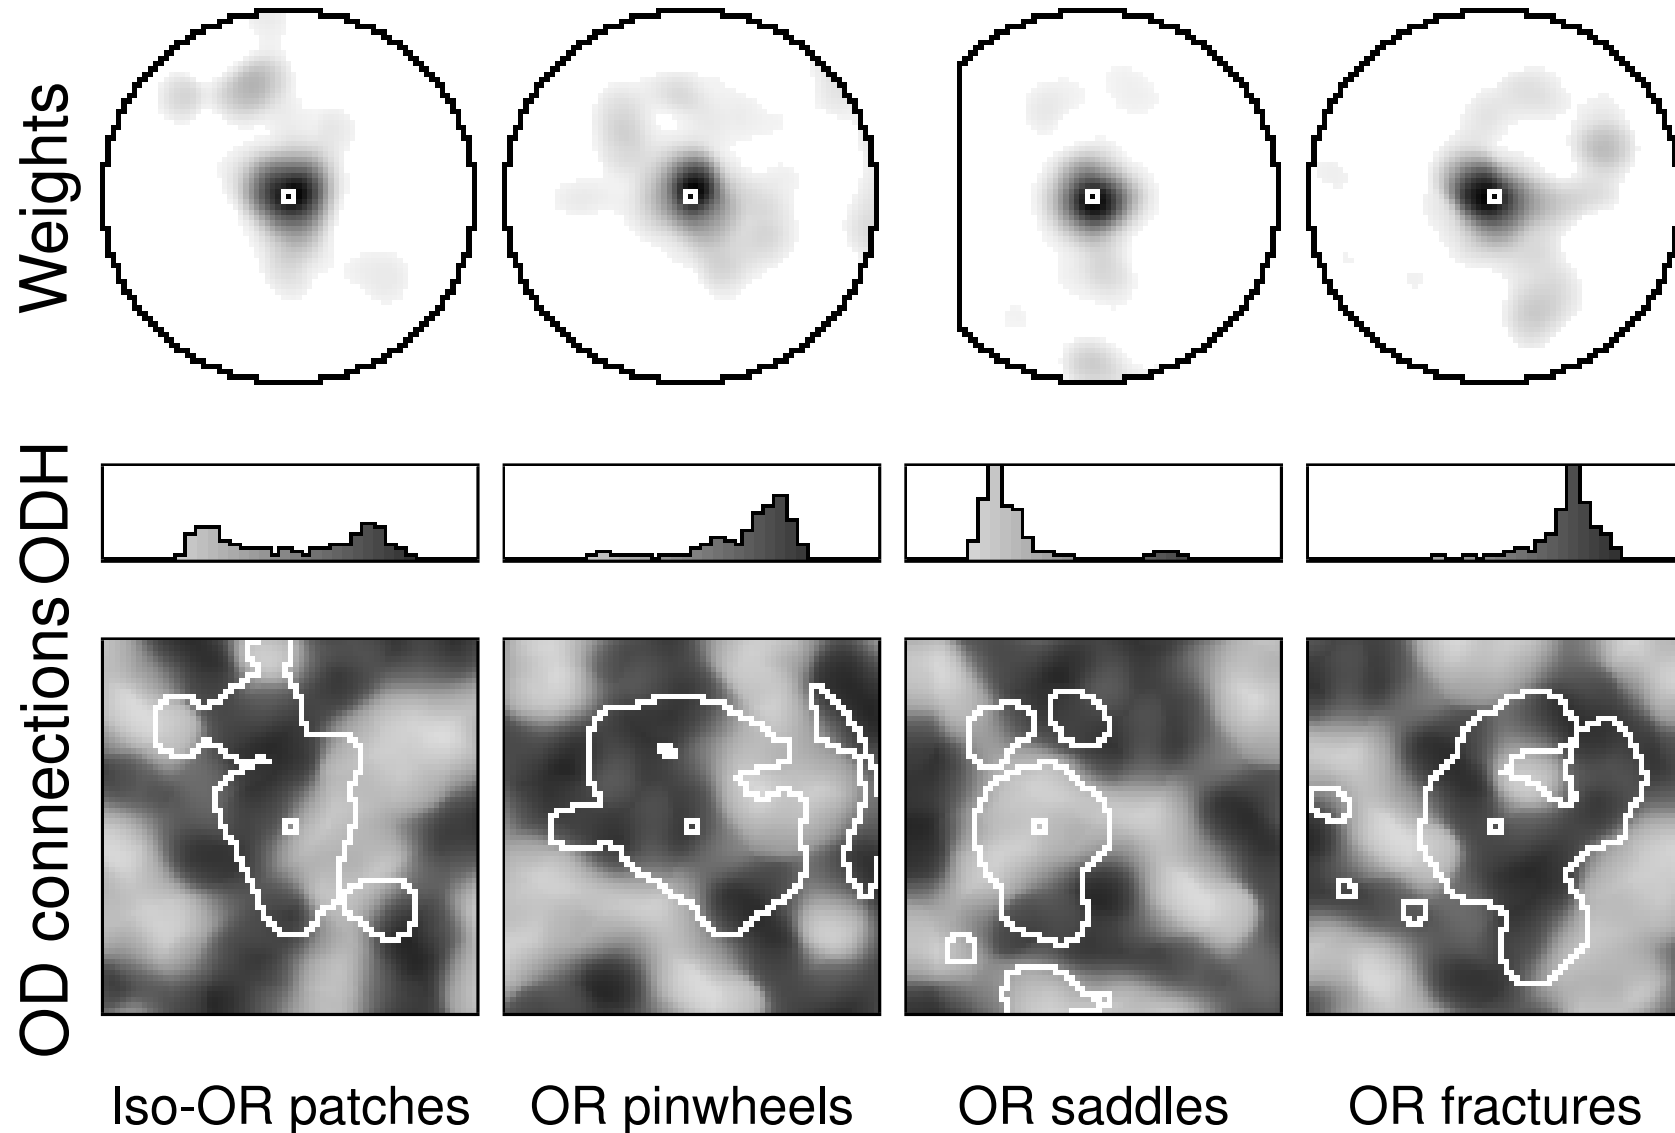 Weights
ODH
OD connections
Iso-OR patches
OR pinwheels
OR saddles
OR fractures